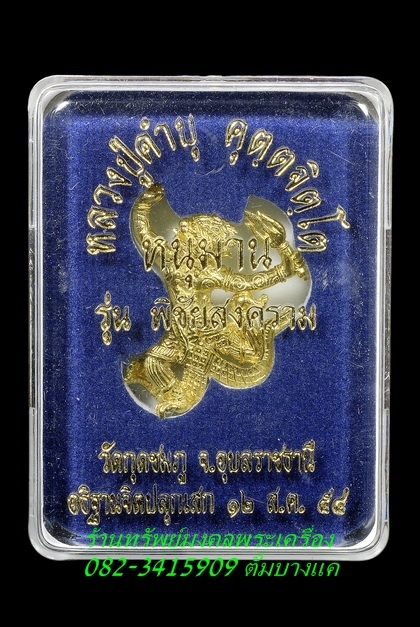 หลวงปู่คำบุ คุตฺตจิตฺโต
หนุมาน
รุ่น พิชัยสงคราม
วัดกุดชมภู จ.อุบลราชธานี
อธิฐานจิตปลุกเสก ๑๒ ส.ค. ๕๔
ร้านทรัพย์มงคลพระเครื่อง
082-3415909 ตี๋มบางแค